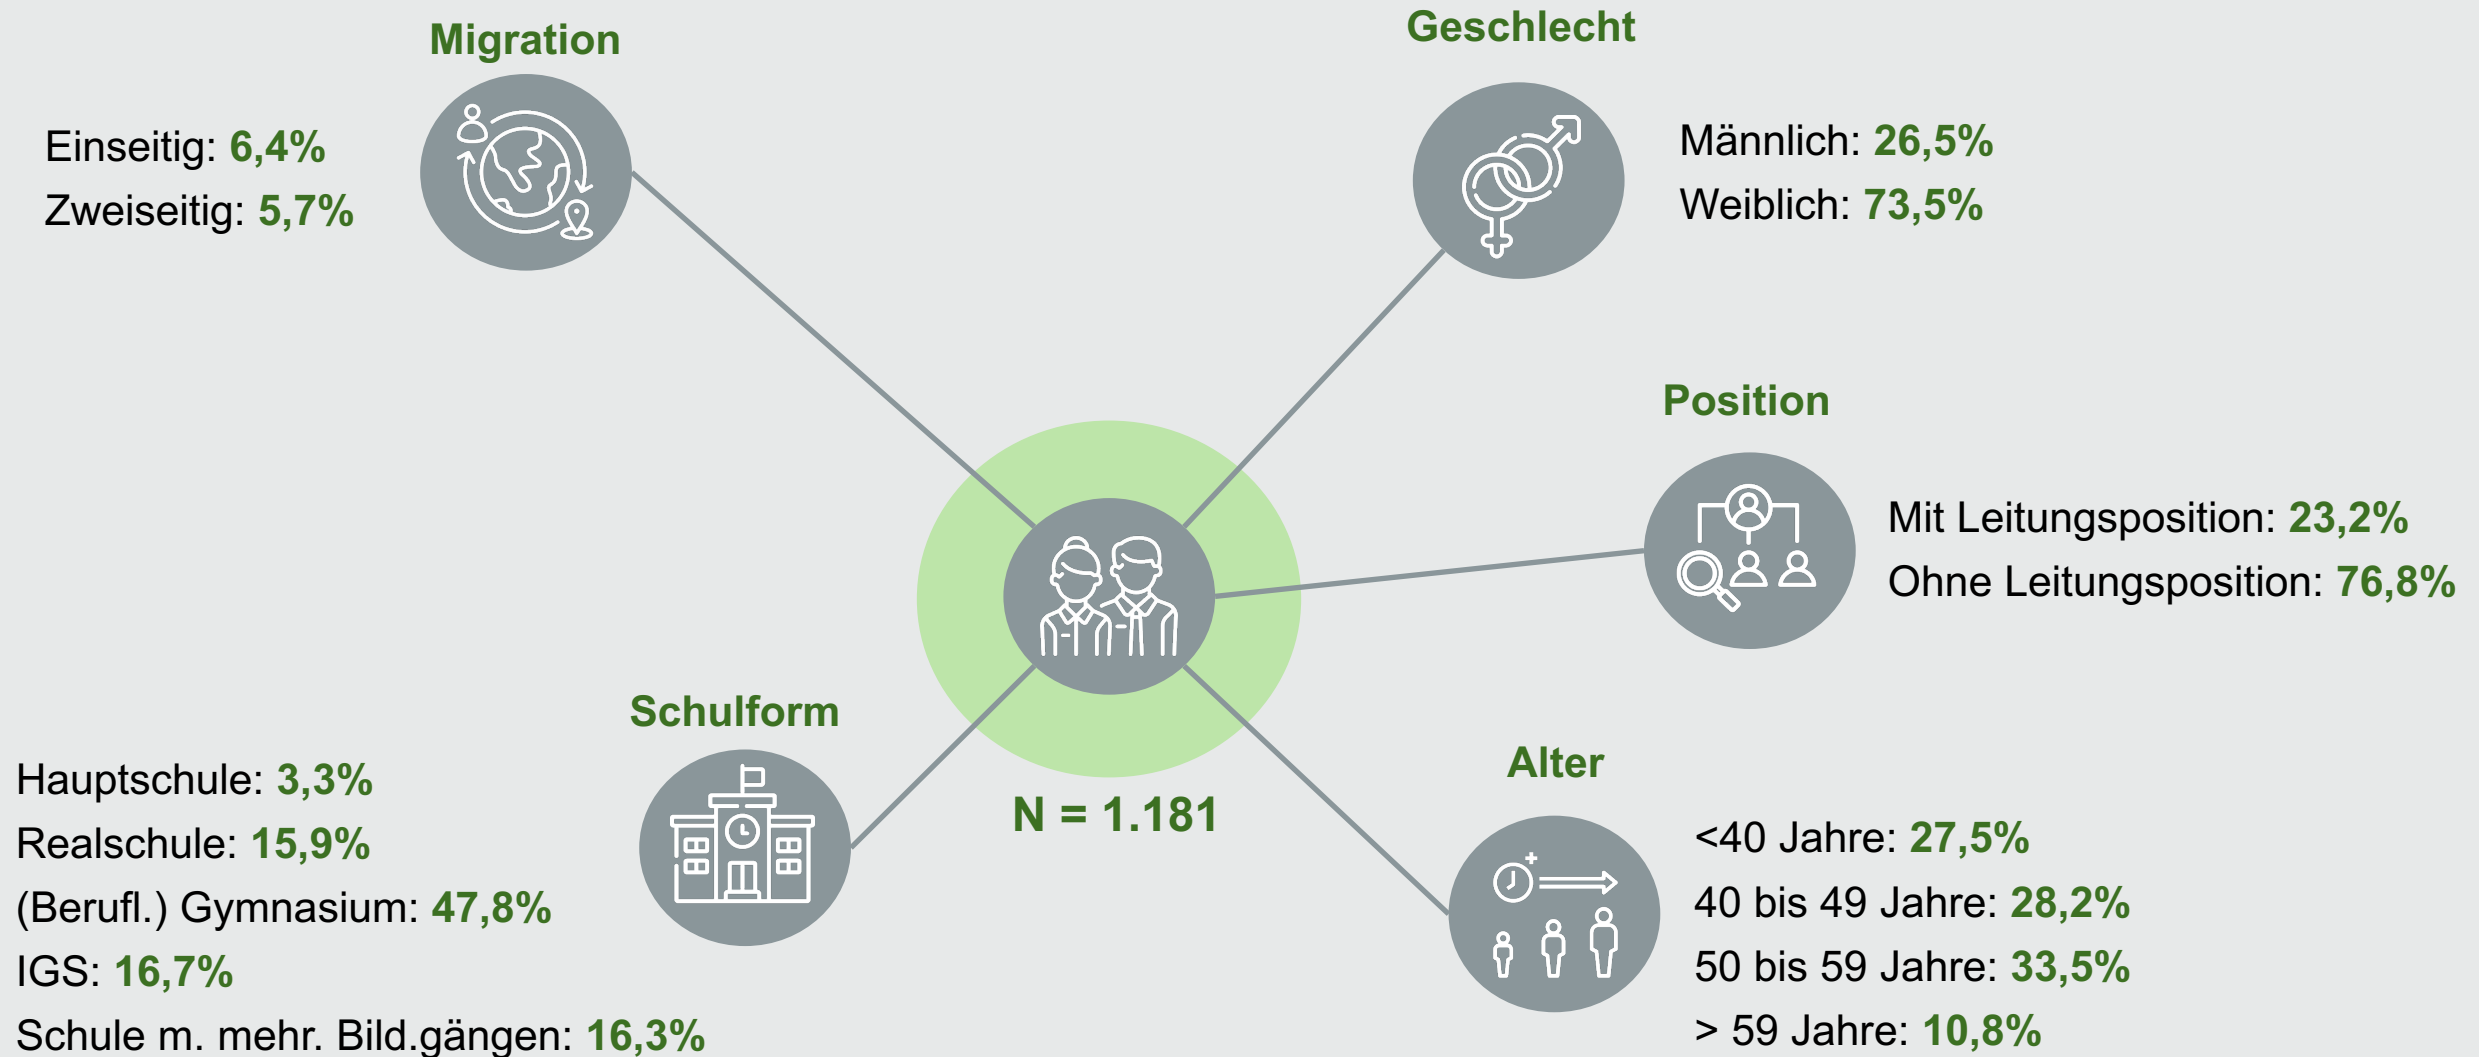 Migration
Einseitig: 6,4%
Zweiseitig: 5,7%
Geschlecht
Männlich: 26,5%
Weiblich: 73,5%
Position
Mit Leitungsposition: 23,2%
Ohne Leitungsposition: 76,8%
N = 1.181
Schulform
Hauptschule: 3,3%
Realschule: 15,9%
(Berufl.) Gymnasium: 47,8%
IGS: 16,7%
Schule m. mehr. Bild.gängen: 16,3%
Alter
<40 Jahre: 27,5%
40 bis 49 Jahre: 28,2%
50 bis 59 Jahre: 33,5%
> 59 Jahre: 10,8%